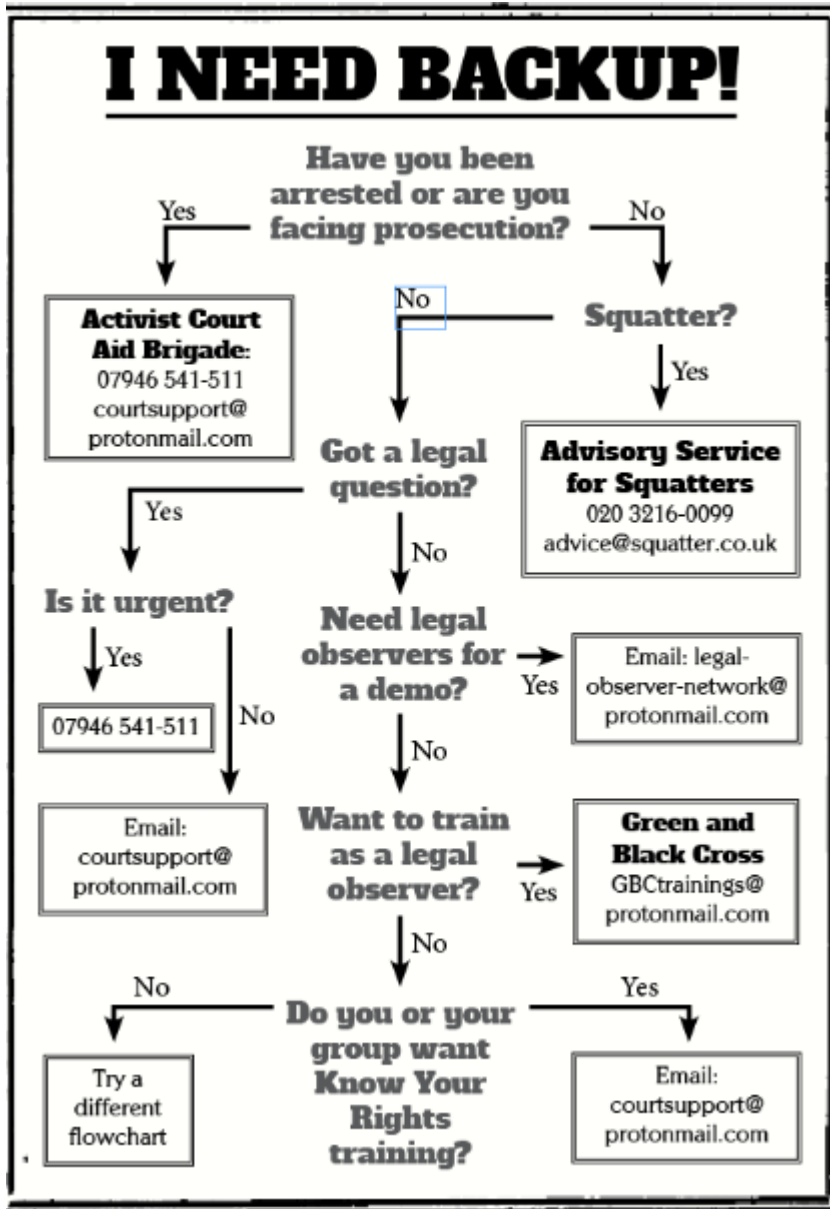 I NEED BACKUP!
Have you been
arrested or are you
facing prosecution?
Yes
No
Activist Court
Aid Brigade:
07946 541-511
courtsupport@
protonmail.com
No
Squatter?
Yes
Advisory Service
for Squatters
020 3216-0099
advice@squatter.co.uk
Got a legal
question?
Yes
No
Is it urgent?
Yes
07946 541-511
No
Email:
courtsupport@
protonmail.com
Need legal
observers for
a demo?
Yes
Email: legal-
observer-network@
protonmail.com
No
Want to train
as a legal
observer?
Yes
Green and
Black Cross
GBCtrainings@
protonmail.com
No
Do you or your
group want
Know Your
Rights
training?
No
Try a
different
flowchart
Yes
Email:
courtsupport@
protonmail.com